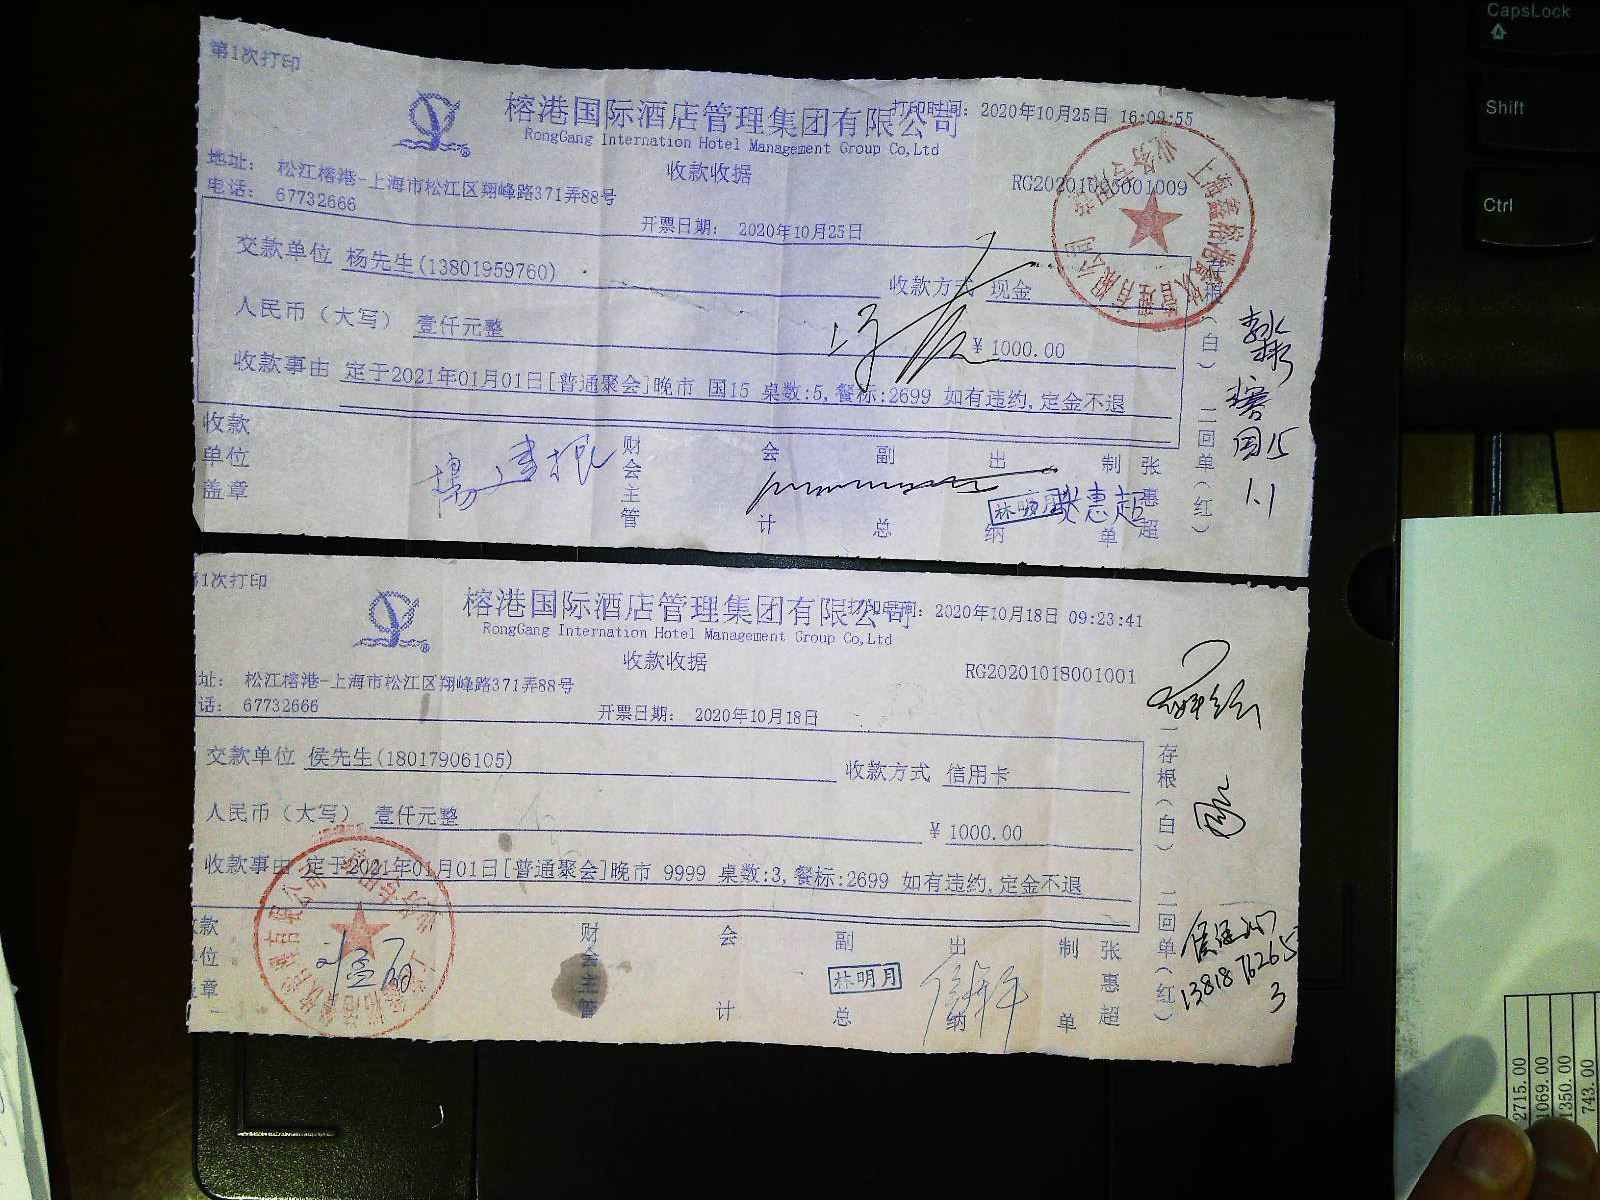 第1次打印
榕港国际酒店管理集团有限公司
打印时间: 2020年10月25日 16:09:55
RongGang Internation Hotel Management Group Co,Ltd
收款收据
地址: 松江榕港-上海市松江区翔峰路371弄88号
电话: 67732666
开票日期: 2020年10月25日
交款单位 杨先生(13801959760)
收款方式 现金
人民币(大写) 壹仟元整
¥ 1000.00
收款事由 定于2021年01月01日[普通聚会]晚市 国15 桌数:5,餐标:2699 如有违约,定金不退
收款单位盖章
财会主管
会计
副总
出纳
制单
张惠超
林明月
存根(白) 二回单(红)
国15
1.1
1次打印
榕港国际酒店管理集团有限公司
2020年10月18日 09:23:41
RongGang Internation Hotel Management Group Co,Ltd
收款收据
RG20201018001001
址: 松江榕港-上海市松江区翔峰路371弄88号
话: 67732666
开票日期: 2020年10月18日
交款单位 侯先生(18017906105)
收款方式 信用卡
人民币(大写) 壹仟元整
¥ 1000.00
收款事由 定于2021年01月01日[普通聚会]晚市 9999 桌数:3,餐标:2699 如有违约,定金不退
款位章
财会主管
会计
副总
出纳
制单
张惠超
林明月
一存根(白) 二回单(红)
3
CapsLock
Shift
Ctrl
2715.00
1069.00
1350.00
743.00